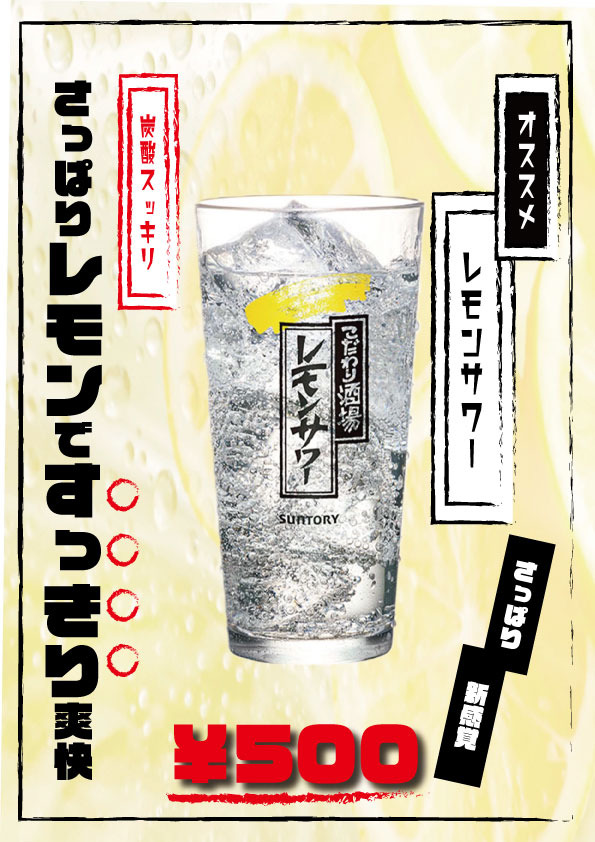 オススメ
レモンサワー
炭酸スッキリ
さっぱりレモンですっきり爽快
こだわり酒場
レモンサワー
SUNTORY
さっぱり
新感覚
¥500